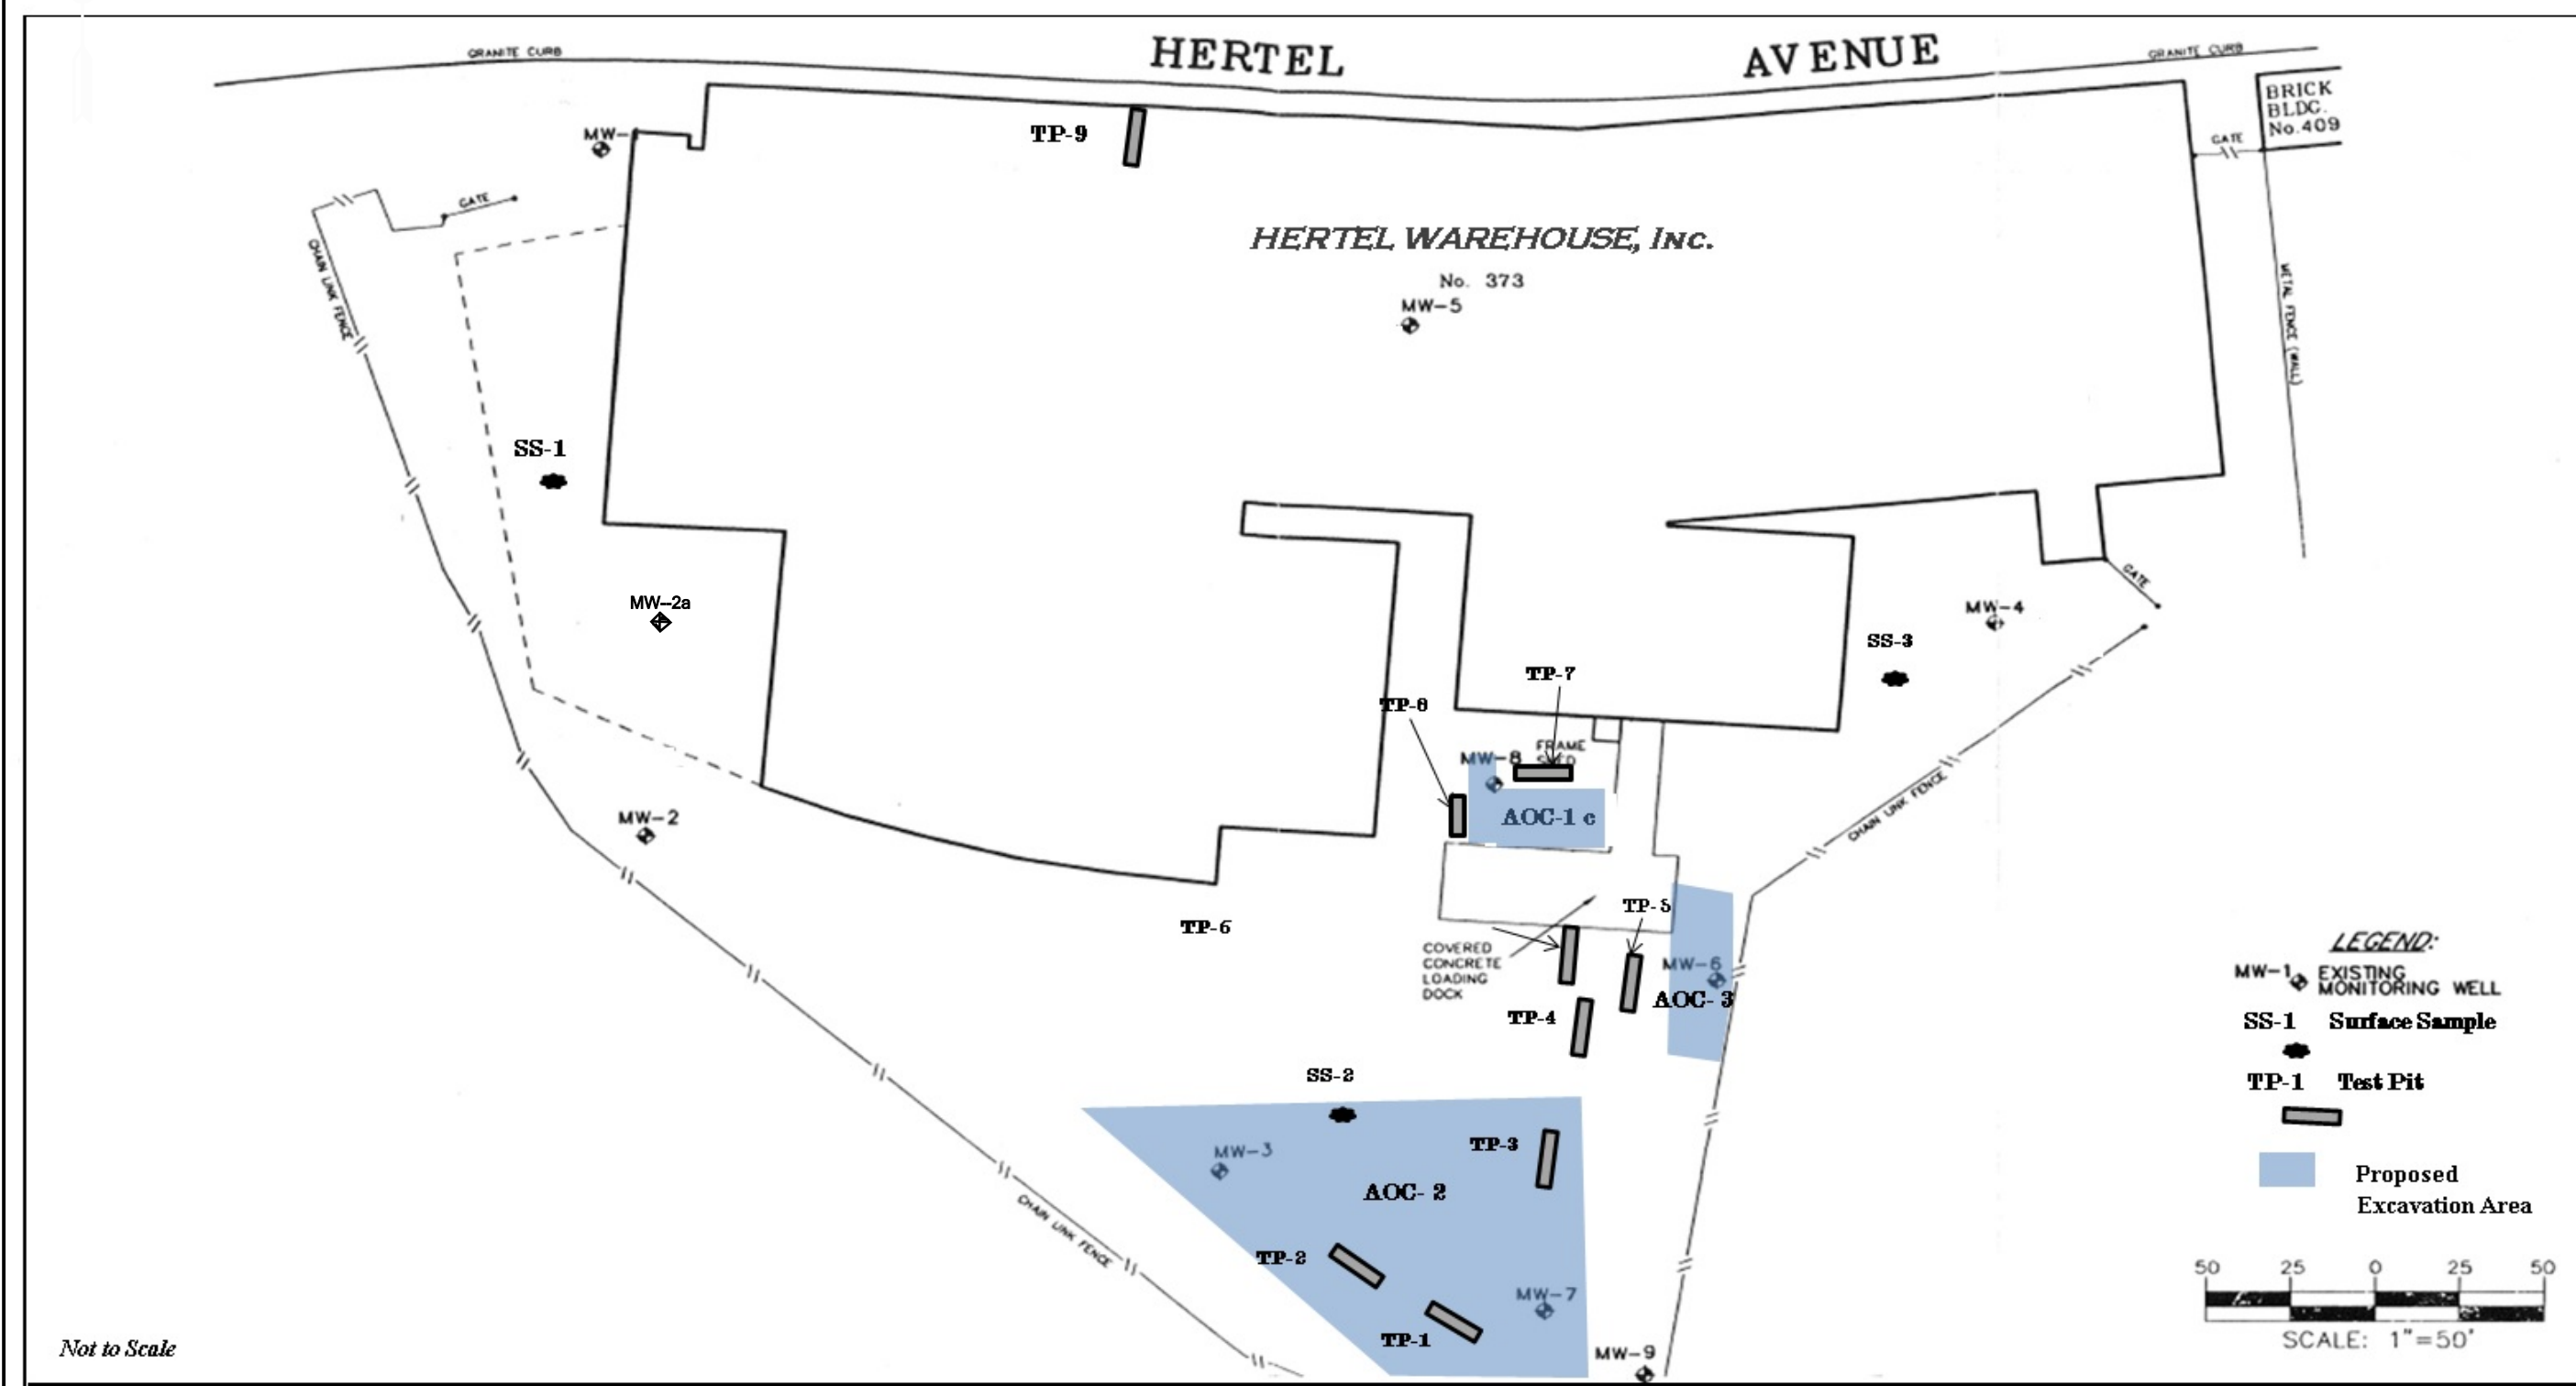 GRANITE CURB
HERTEL AVENUE
GRANITE CURB
BRICK
BLDG.
No.409
GATE
MW-
TP-9
GATE
HERTEL WAREHOUSE, Inc.
No. 373
MW-5
CHAIN LINK FENCE
METAL FENCE (WALL)
SS-1
MW-2a
GATE
MW-4
SS-3
TP-7
TP-8
FRAME
MW-8
AOC-1 c
CHAIN LINK FENCE
MW-2
TP-5
TP-6
COVERED
CONCRETE
LOADING
DOCK
MW-6
AOC- 3
TP-4
SS-2
MW-3
TP-3
AOC- 2
CHAIN LINK FENCE
TP-2
MW-7
TP-1
MW-9
LEGEND:
MW-1 EXISTING
MONITORING WELL
SS-1 Surface Sample
TP-1 Test Pit
Proposed
Excavation Area
50 25 0 25 50
SCALE: 1"=50'
Not to Scale